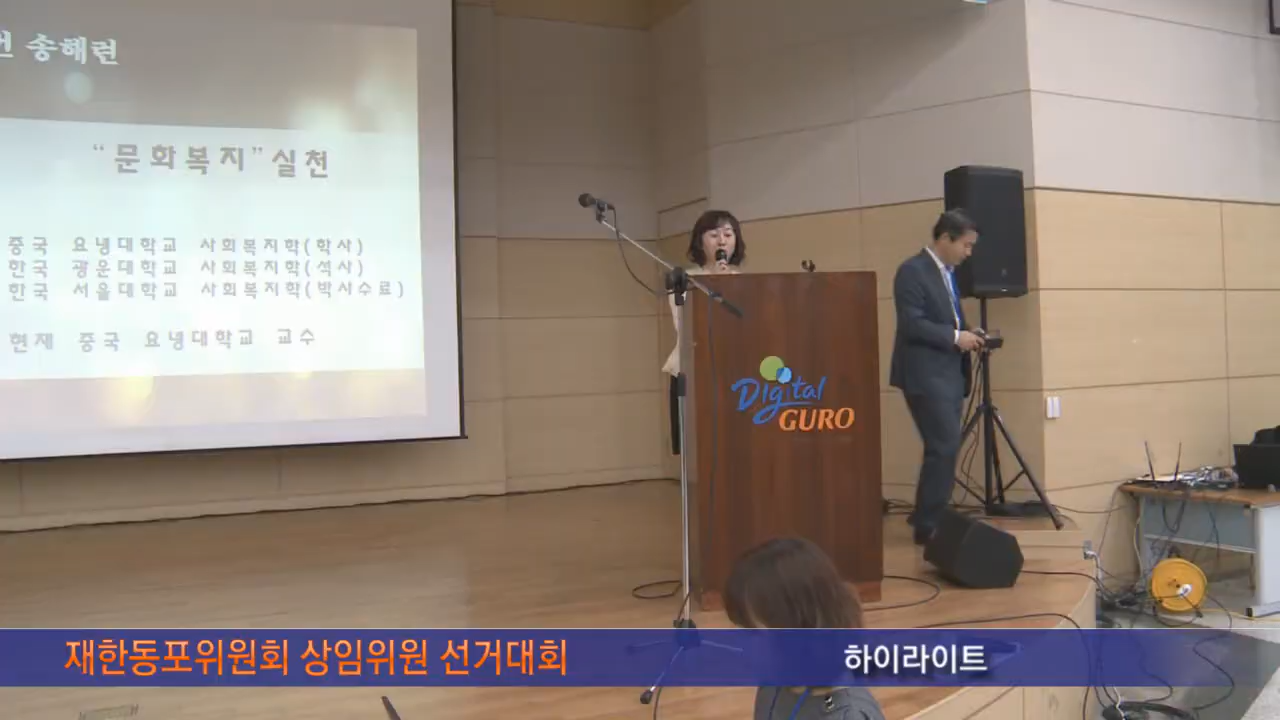 송해련
“문화복지” 실천
중국 요녕대학교 사회복지학(학사)
한국 광운대학교 사회복지학(석사)
한국 서울대학교 사회복지학(박사수료)
현재 중국 요녕대학교 교수
Digital
GURO
재한동포위원회 상임위원 선거대회 하이라이트